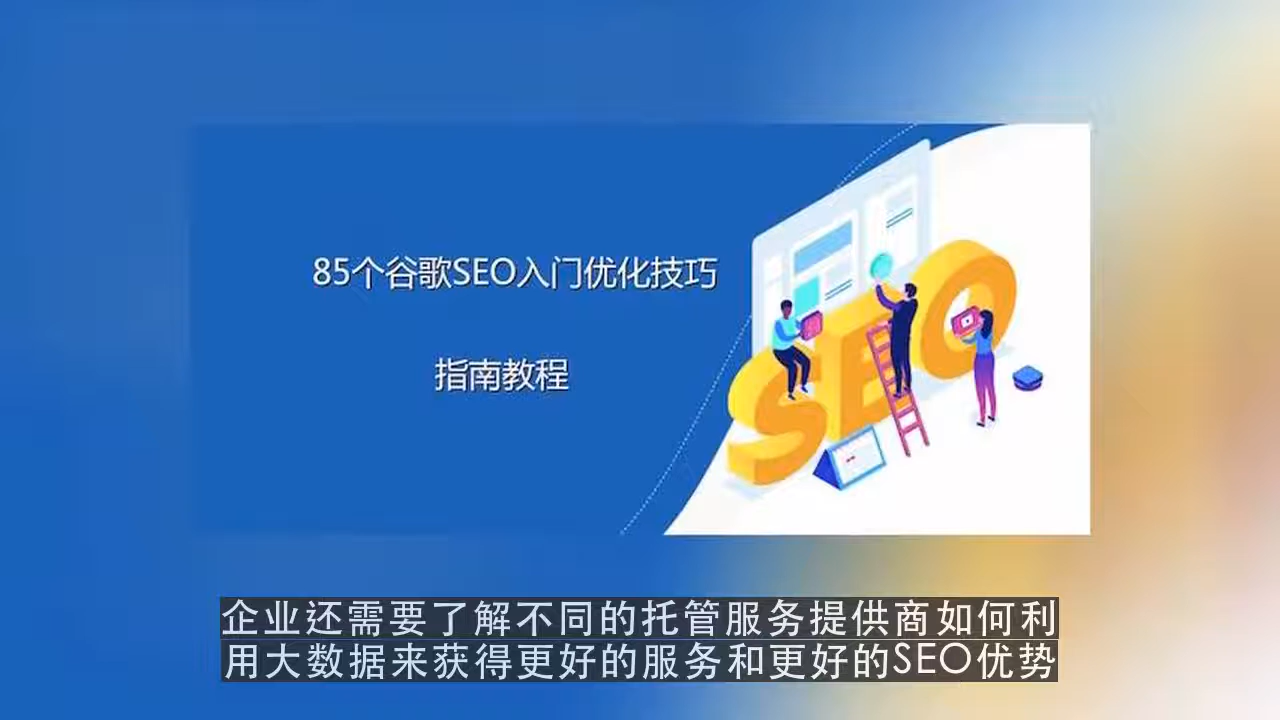 85个谷歌SEO入门优化技巧
指南教程
SEO
企业还需要了解不同的托管服务提供商如何利
用大数据来获得更好的服务和更好的SEO优势